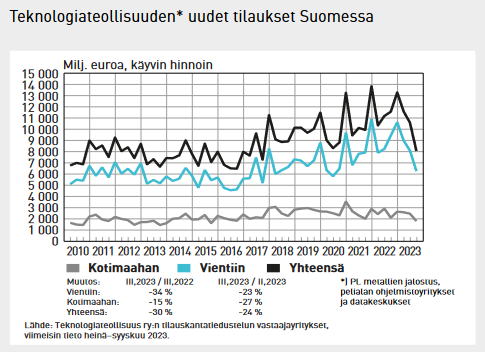 Teknologiateollisuuden* uudet tilaukset Suomessa
Milj. euroa, käyvin hinnoin
15 000
14 000
13 000
12 000
11 000
10 000
9 000
8 000
7 000
6 000
5 000
4 000
3 000
2 000
1 000
0
2010 2011 2012 2013 2014 2015 2016 2017 2018 2019 2020 2021 2022 2023
Kotimaahan Vientiin Yhteensä
Muutos: III,2023 / III,2022 III,2023 / II,2023
Vientiin: -34 % -23 %
Kotimaahan: -15 % -27 %
Yhteensä: -30 % -24 %
*) Pl. metallien jalostus,
pelialan ohjelmistoyritykset
ja datakeskukset
Lähde: Teknologiateollisuus ry:n tilauskantatiedustelun vastaajayritykset,
viimeisin tieto heinä–syyskuu 2023.